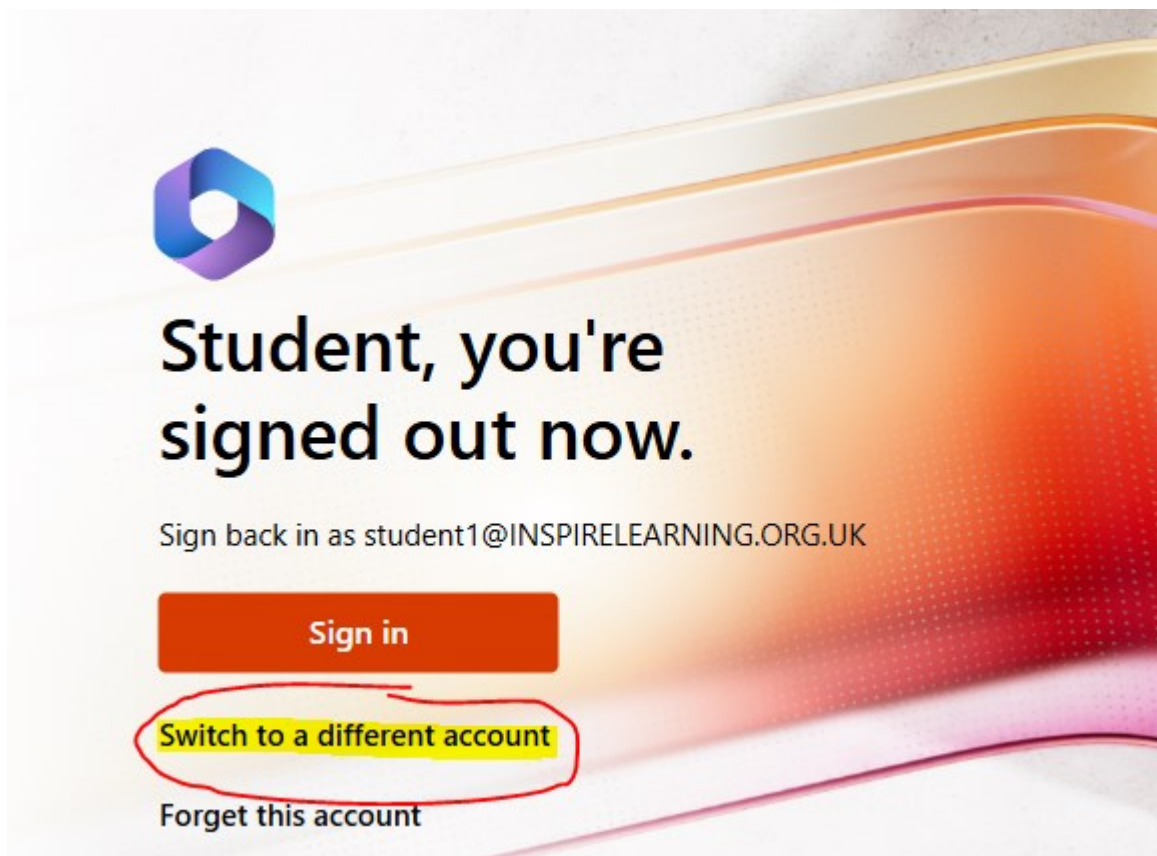 Student, you're
signed out now.
Sign back in as student1@INSPIRELEARNING.ORG.UK
Sign in
Switch to a different account
Forget this account